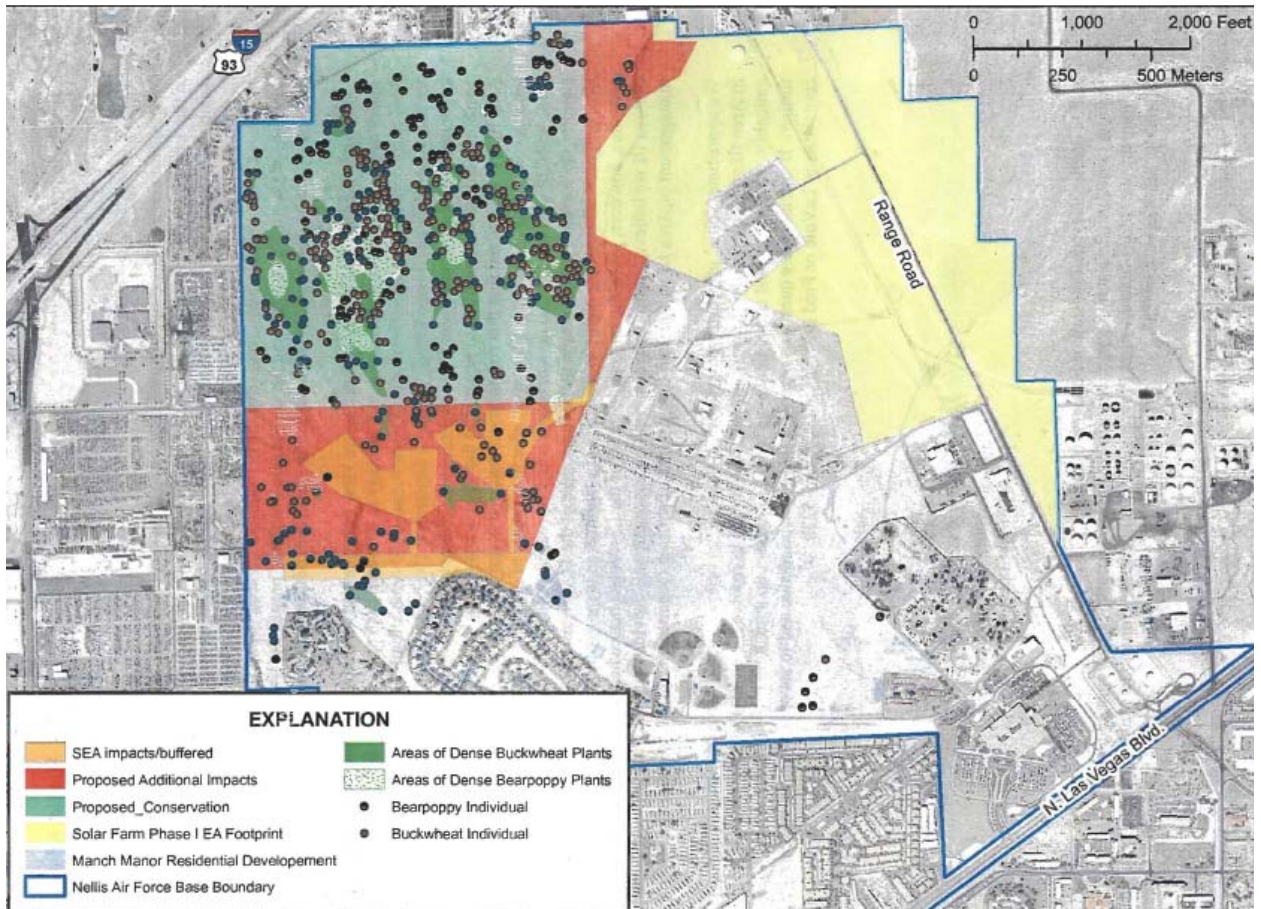 0 1,000 2,000 Feet
0 250 500 Meters
15
93
Range Road
N. Las Vegas Blvd.
EXPLANATION
SEA impacts/buffered
Proposed Additional Impacts
Proposed_Conservation
Solar Farm Phase I EA Footprint
Manch Manor Residential Developement
Nellis Air Force Base Boundary
Areas of Dense Buckwheat Plants
Areas of Dense Bearpoppy Plants
Bearpoppy Individual
Buckwheat Individual